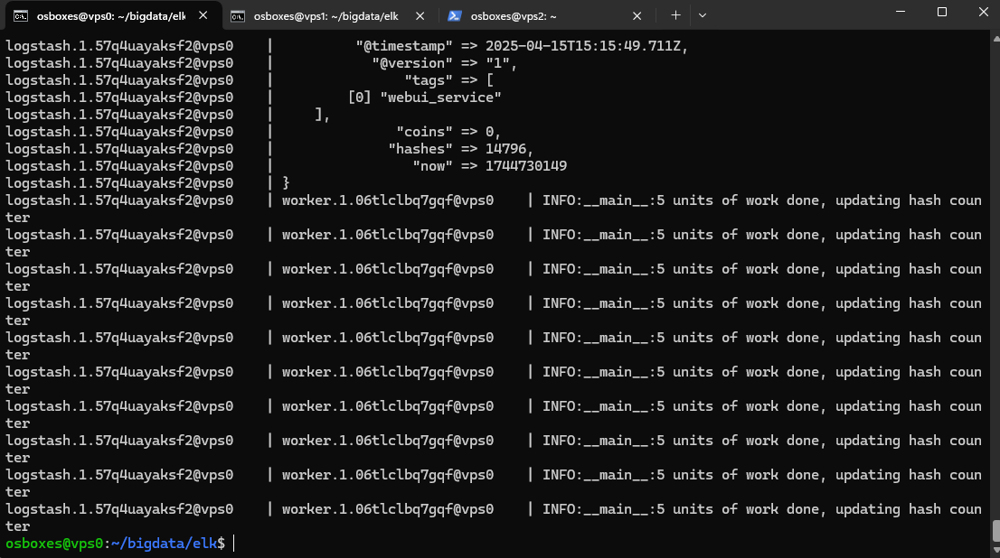 osboxes@vps0: ~/bigdata/elk
osboxes@vps1: ~/bigdata/elk
osboxes@vps2: ~
logstash.1.57q4uayaksf2@vps0    |          "@timestamp" => 2025-04-15T15:15:49.711Z,
logstash.1.57q4uayaksf2@vps0    |            "@version" => "1",
logstash.1.57q4uayaksf2@vps0    |                "tags" => [
logstash.1.57q4uayaksf2@vps0    |         [0] "webui_service"
logstash.1.57q4uayaksf2@vps0    |     ],
logstash.1.57q4uayaksf2@vps0    |               "coins" => 0,
logstash.1.57q4uayaksf2@vps0    |              "hashes" => 14796,
logstash.1.57q4uayaksf2@vps0    |                 "now" => 1744730149
logstash.1.57q4uayaksf2@vps0    | }
logstash.1.57q4uayaksf2@vps0    | worker.1.06tlclbq7gqf@vps0    | INFO:__main__:5 units of work done, updating hash coun
ter
logstash.1.57q4uayaksf2@vps0    | worker.1.06tlclbq7gqf@vps0    | INFO:__main__:5 units of work done, updating hash coun
ter
logstash.1.57q4uayaksf2@vps0    | worker.1.06tlclbq7gqf@vps0    | INFO:__main__:5 units of work done, updating hash coun
ter
logstash.1.57q4uayaksf2@vps0    | worker.1.06tlclbq7gqf@vps0    | INFO:__main__:5 units of work done, updating hash coun
ter
logstash.1.57q4uayaksf2@vps0    | worker.1.06tlclbq7gqf@vps0    | INFO:__main__:5 units of work done, updating hash coun
ter
logstash.1.57q4uayaksf2@vps0    | worker.1.06tlclbq7gqf@vps0    | INFO:__main__:5 units of work done, updating hash coun
ter
logstash.1.57q4uayaksf2@vps0    | worker.1.06tlclbq7gqf@vps0    | INFO:__main__:5 units of work done, updating hash coun
ter
logstash.1.57q4uayaksf2@vps0    | worker.1.06tlclbq7gqf@vps0    | INFO:__main__:5 units of work done, updating hash coun
ter
logstash.1.57q4uayaksf2@vps0    | worker.1.06tlclbq7gqf@vps0    | INFO:__main__:5 units of work done, updating hash coun
ter
logstash.1.57q4uayaksf2@vps0    | worker.1.06tlclbq7gqf@vps0    | INFO:__main__:5 units of work done, updating hash coun
ter
osboxes@vps0:~/bigdata/elk$